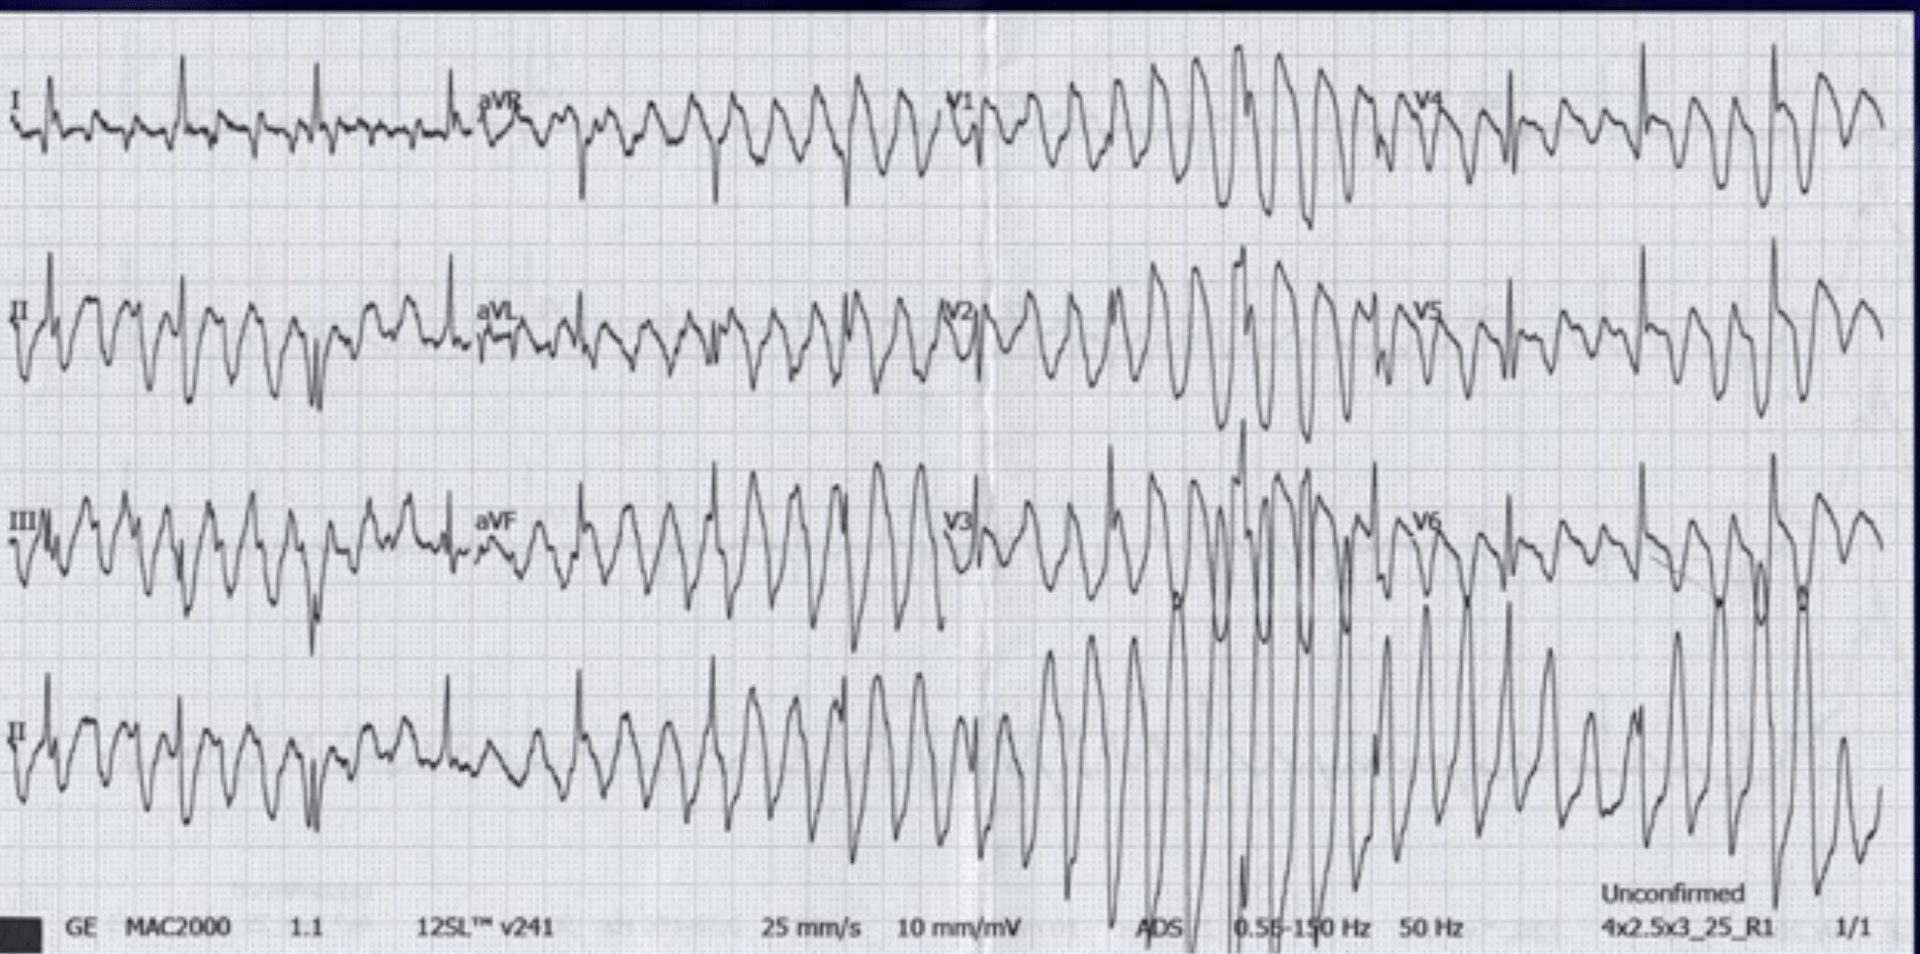 I aVR V1 V4
II aVL V2 V5
III aVF V3 V6
II
Unconfirmed
GE MAC2000 1.1 12SL™ v241 25 mm/s 10 mm/mV ADS 0.56-150 Hz 50 Hz 4x2.5x3_25_R1 1/1